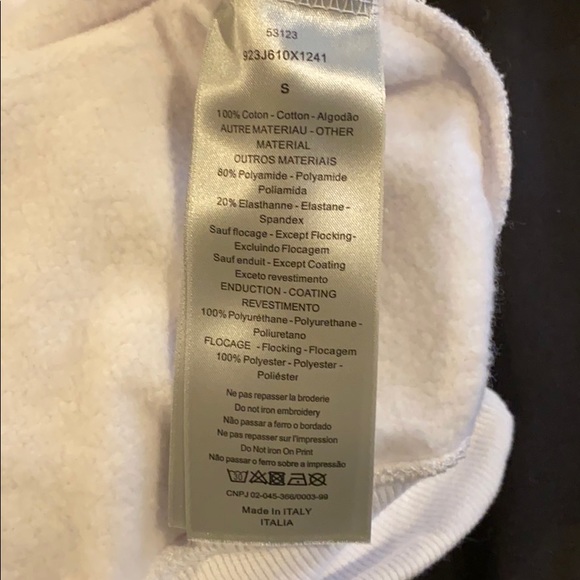 53123
923J610X1241
S
100% Coton - Cotton - Algodão
AUTRE MATERIAU - OTHER
MATERIAL
OUTROS MATERIAIS
80% Polyamide - Polyamide
Poliamida
20% Elasthanne - Elastane -
Spandex
Sauf flocage - Except Flocking-
Excluindo Flocagem
Sauf enduit - Except Coating
Exceto revestimento
ENDUCTION - COATING
REVESTIMENTO
100% Polyuréthane - Polyurethane -
Poliuretano
FLOCAGE - Flocking - Flocagem
100% Polyester - Polyester -
Poliéster
Ne pas repasser la broderie
Do not iron embroidery
Não passar a ferro o bordado
Ne pas repasser sur l'impression
Do Not Iron On Print
Não passar o ferro sobre a impressão
CNPJ 02-045-366/0003-99
Made In ITALY
ITALIA